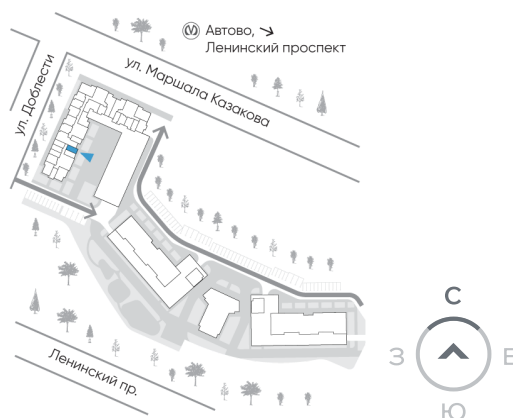 Автово, ↘
Ленинский проспект
ул. Маршала Казакова
ул. Доблести
Ленинский пр.
С
З
В
Ю